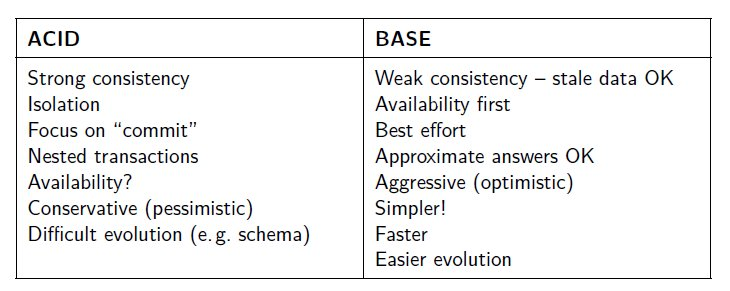 ACID
BASE
Strong consistency
Weak consistency – stale data OK
Isolation
Availability first
Focus on “commit”
Best effort
Nested transactions
Approximate answers OK
Availability?
Aggressive (optimistic)
Conservative (pessimistic)
Simpler!
Difficult evolution (e. g. schema)
Faster
Easier evolution